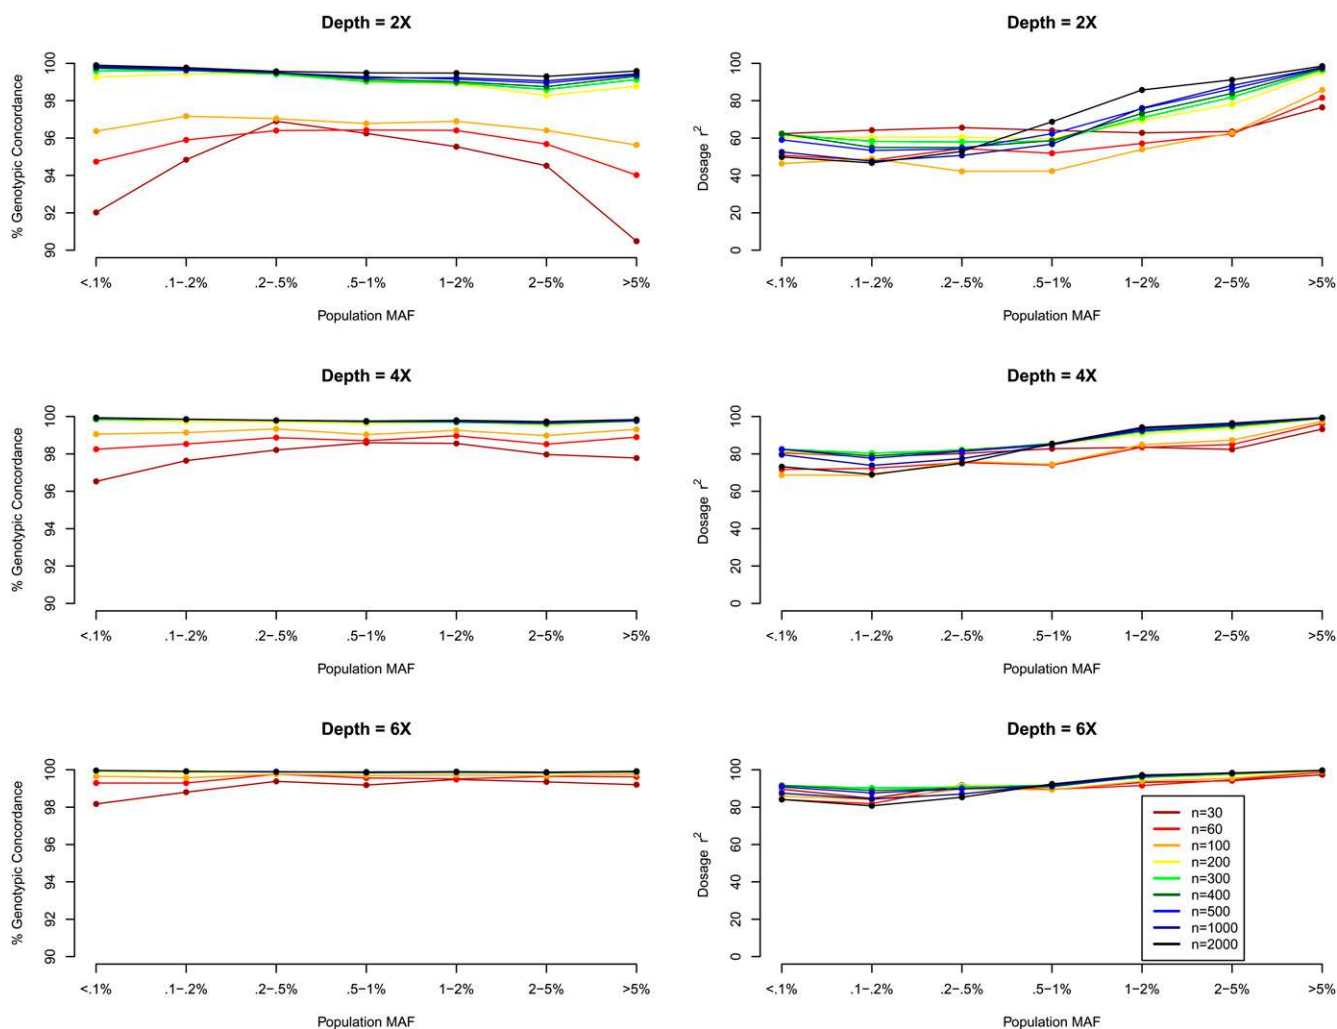 Depth = 2X
% Genotypic Concordance
100
98
96
94
92
90
<.1% .1−.2% .2−.5% .5−1% 1−2% 2−5% >5%
Population MAF
Depth = 2X
Dosage r²
100
80
60
40
20
0
<.1% .1−.2% .2−.5% .5−1% 1−2% 2−5% >5%
Population MAF
Depth = 4X
% Genotypic Concordance
100
98
96
94
92
90
<.1% .1−.2% .2−.5% .5−1% 1−2% 2−5% >5%
Population MAF
Depth = 4X
Dosage r²
100
80
60
40
20
0
<.1% .1−.2% .2−.5% .5−1% 1−2% 2−5% >5%
Population MAF
Depth = 6X
% Genotypic Concordance
100
98
96
94
92
90
<.1% .1−.2% .2−.5% .5−1% 1−2% 2−5% >5%
Population MAF
Depth = 6X
Dosage r²
100
80
60
40
20
0
n=30
n=60
n=100
n=200
n=300
n=400
n=500
n=1000
n=2000
<.1% .1−.2% .2−.5% .5−1% 1−2% 2−5% >5%
Population MAF